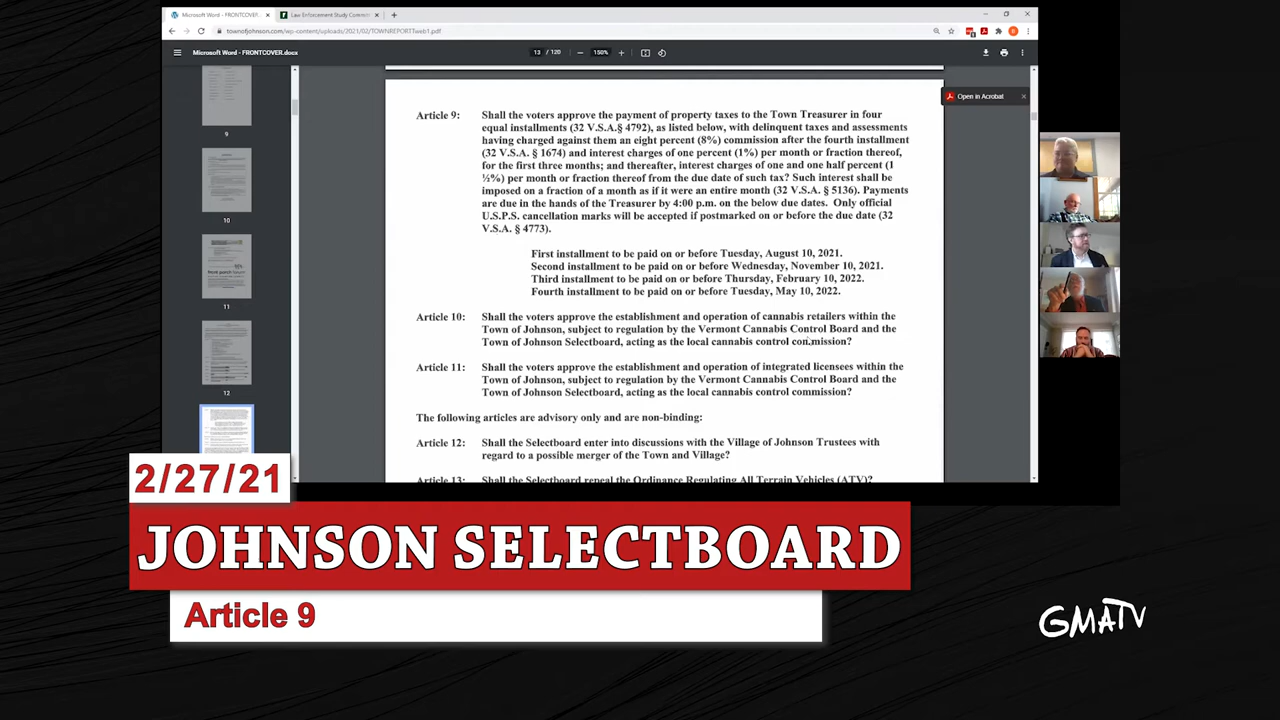 Microsoft Word - FRONTCOVER...
Law Enforcement Study Commi
townofjohnson.com/wp-content/uploads/2021/02/TOWNREPORTTweb1.pdf
Microsoft Word - FRONTCOVER.docx
13 / 120
150%
Open in Acrobat
9
10
11
12
Article 9: Shall the voters approve the payment of property taxes to the Town Treasurer in four
equal installments (32 V.S.A.§ 4792), as listed below, with delinquent taxes and assessments
having charged against them an eight percent (8%) commission after the fourth installment
(32 V.S.A. § 1674) and interest charges of one percent (1%) per month or fraction thereof,
for the first three months; and thereafter, interest charges of one and one half percent (1
½%) per month or fraction thereof from the due date of such tax? Such interest shall be
imposed on a fraction of a month as if it were an entire month (32 V.S.A. § 5136). Payments
are due in the hands of the Treasurer by 4:00 p.m. on the below due dates. Only official
U.S.P.S. cancellation marks will be accepted if postmarked on or before the due date (32
V.S.A. § 4773).
First installment to be paid on or before Tuesday, August 10, 2021.
Second installment to be paid on or before Wednesday, November 10, 2021.
Third installment to be paid on or before Thursday, February 10, 2022.
Fourth installment to be paid on or before Tuesday, May 10, 2022.
Article 10: Shall the voters approve the establishment and operation of cannabis retailers within the
Town of Johnson, subject to regulation by the Vermont Cannabis Control Board and the
Town of Johnson Selectboard, acting as the local cannabis control commission?
Article 11: Shall the voters approve the establishment and operation of integrated licensees within the
Town of Johnson, subject to regulation by the Vermont Cannabis Control Board and the
Town of Johnson Selectboard, acting as the local cannabis control commission?
The following articles are advisory only and are non-binding:
Article 12: Shall the Selectboard enter into discussions with the Village of Johnson Trustees with
regard to a possible merger of the Town and Village?
Article 13: Shall the Selectboard repeal the Ordinance Regulating All Terrain Vehicles (ATV)?
2/27/21
JOHNSON SELECTBOARD
Article 9
GMATV